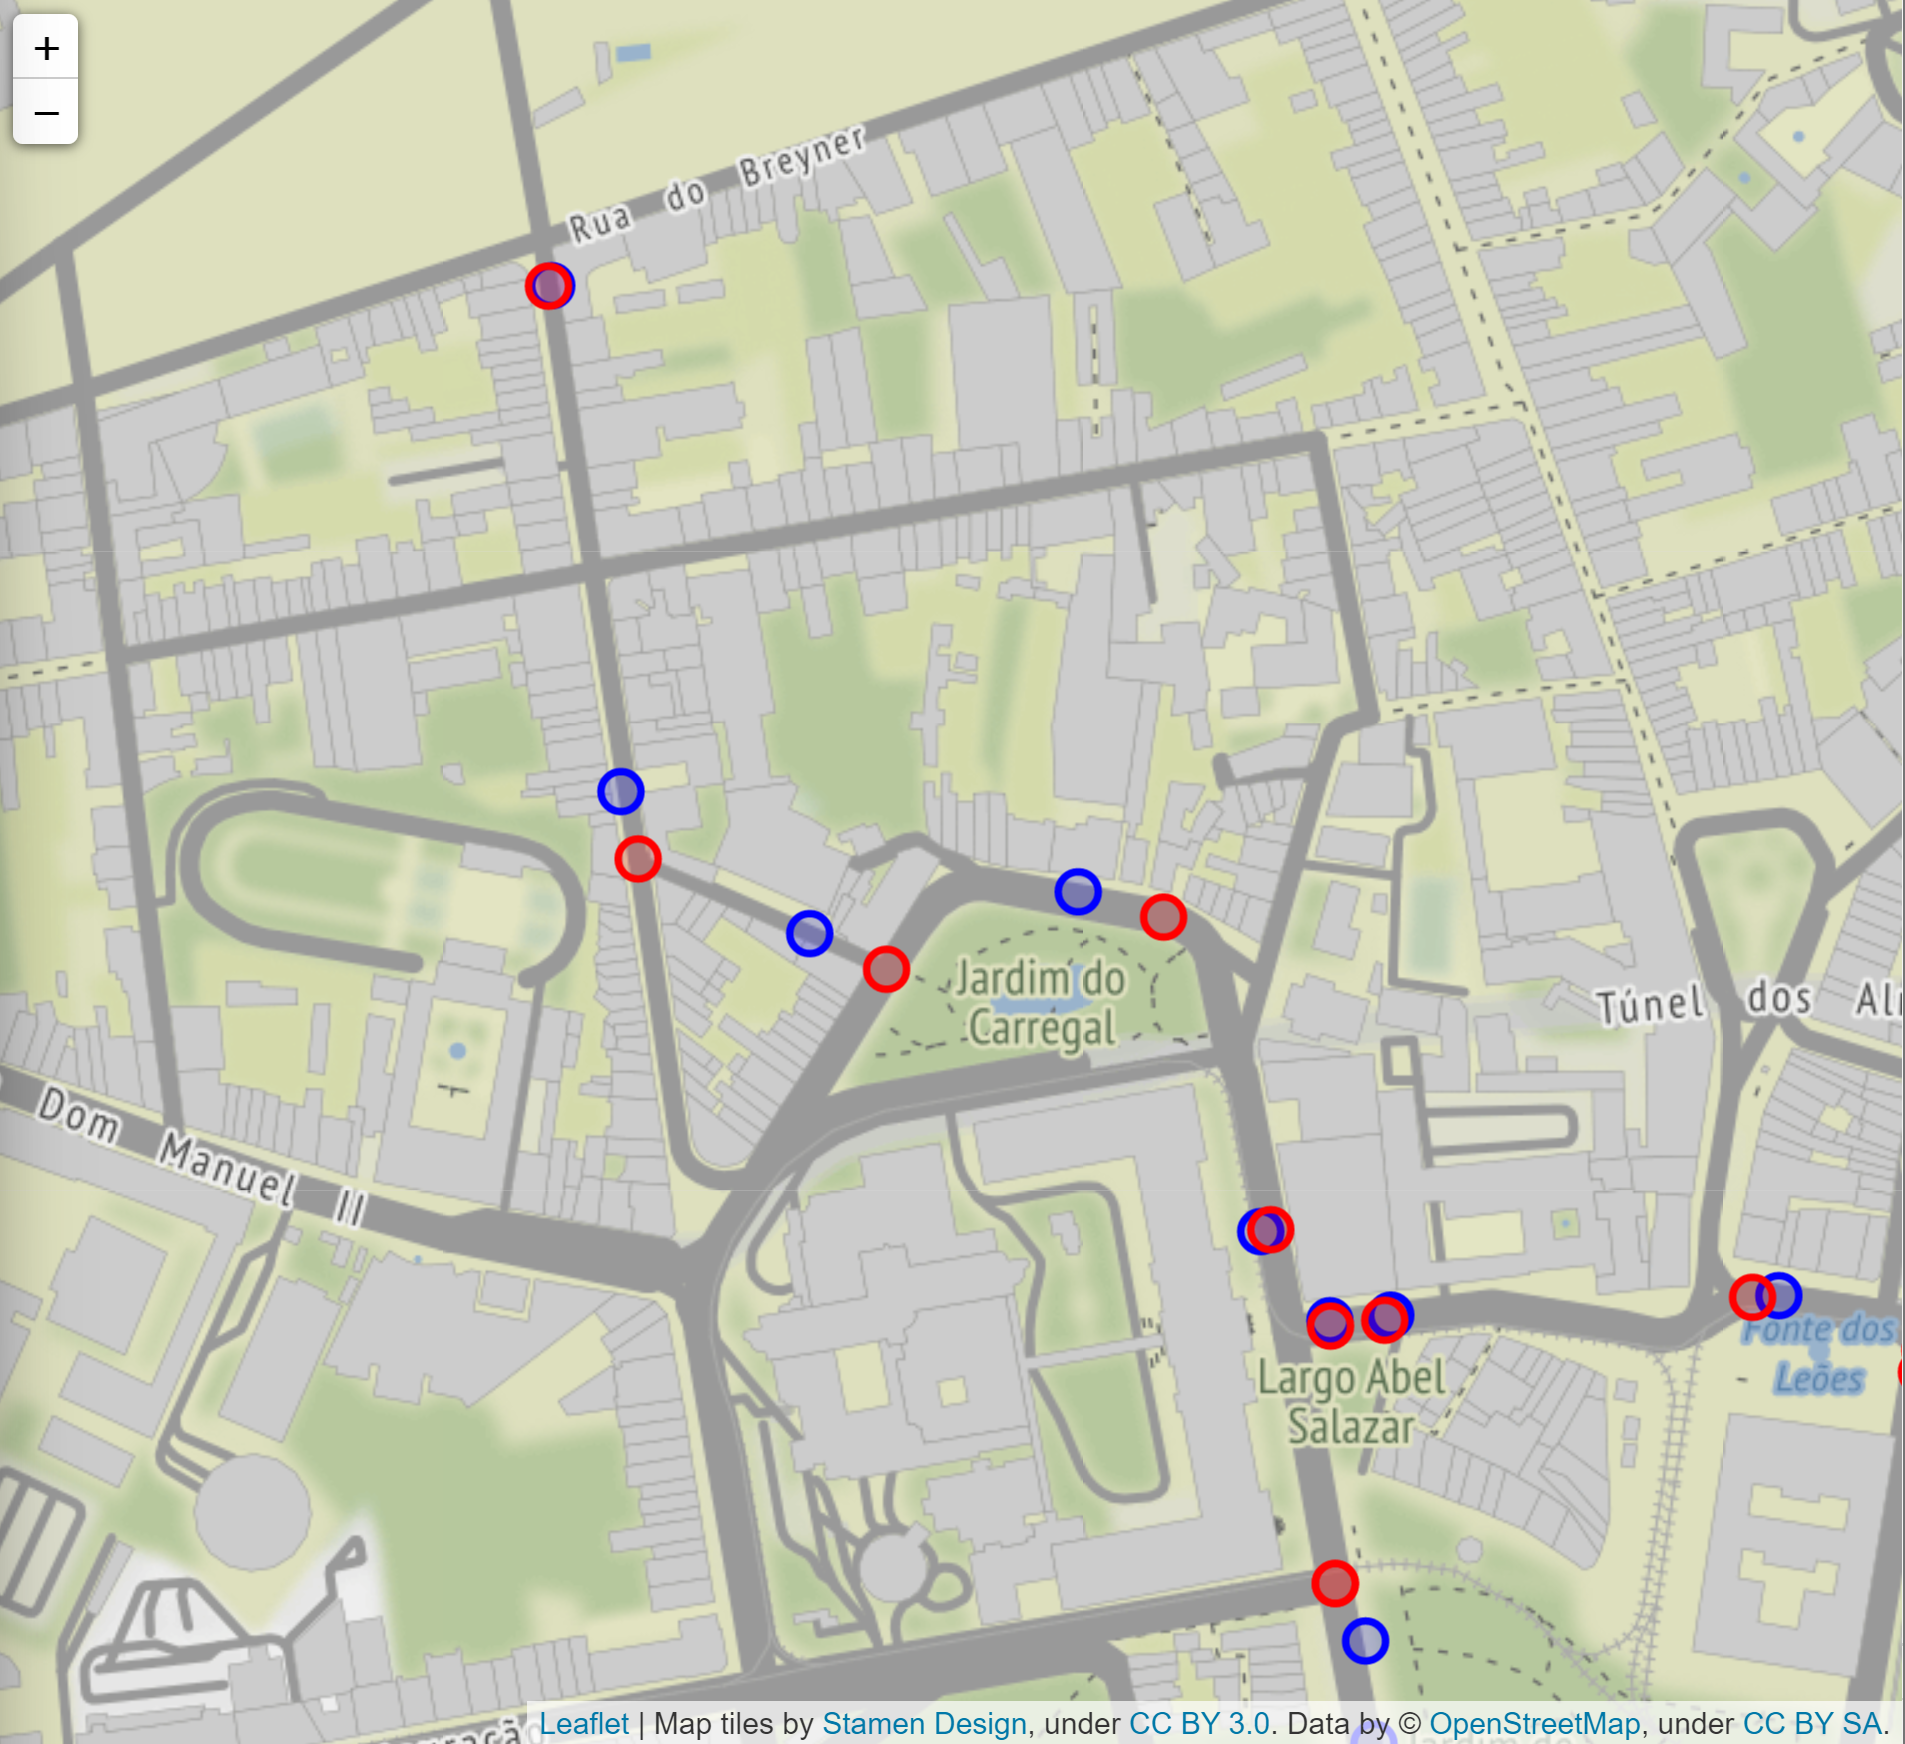 +
−
Rua do Breyner
Jardim do
Carregal
Túnel dos
Dom Manuel II
Fonte dos
Leões
Largo Abel
Salazar
Leaflet | Map tiles by Stamen Design, under CC BY 3.0. Data by © OpenStreetMap, under CC BY SA.